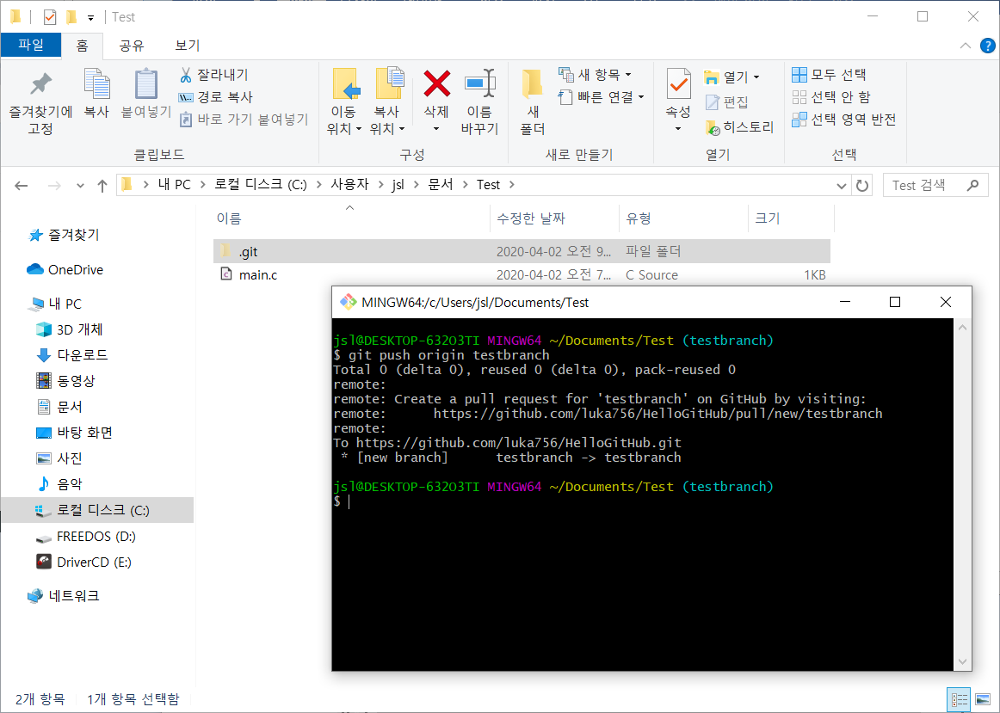 Test
파일 홈 공유 보기
즐겨찾기에 고정
복사
붙여넣기
잘라내기
경로 복사
바로 가기 붙여넣기
클립보드
이동 위치
복사 위치
삭제
이름 바꾸기
구성
새 폴더
새 항목
빠른 연결
새로 만들기
속성
열기
편집
히스토리
열기
모두 선택
선택 안 함
선택 영역 반전
선택
내 PC > 로컬 디스크 (C:) > 사용자 > jsl > 문서 > Test >
Test 검색
이름 수정한 날짜 유형 크기
.git 2020-04-02 오전 9... 파일 폴더
main.c 2020-04-02 오전 7... C Source 1KB
즐겨찾기
OneDrive
내 PC
3D 개체
다운로드
동영상
문서
바탕 화면
사진
음악
로컬 디스크 (C:)
FREEDOS (D:)
DriverCD (E:)
네트워크
MINGW64:/c/Users/jsl/Documents/Test
jsl@DESKTOP-632O3TI MINGW64 ~/Documents/Test (testbranch)
$ git push origin testbranch
Total 0 (delta 0), reused 0 (delta 0), pack-reused 0
remote:
remote: Create a pull request for 'testbranch' on GitHub by visiting:
remote:      https://github.com/luka756/HelloGitHub/pull/new/testbranch
remote:
To https://github.com/luka756/HelloGitHub.git
 * [new branch]      testbranch -> testbranch
jsl@DESKTOP-632O3TI MINGW64 ~/Documents/Test (testbranch)
$
2개 항목 1개 항목 선택함